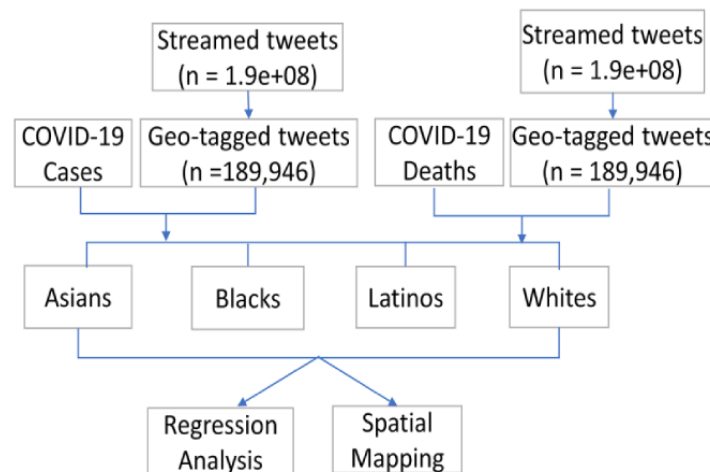 Streamed tweets
(n = 1.9e+08)
Streamed tweets
(n = 1.9e+08)
COVID-19
Cases
Geo-tagged tweets
(n =189,946)
COVID-19
Deaths
Geo-tagged tweets
(n = 189,946)
Asians
Blacks
Latinos
Whites
Regression
Analysis
Spatial
Mapping